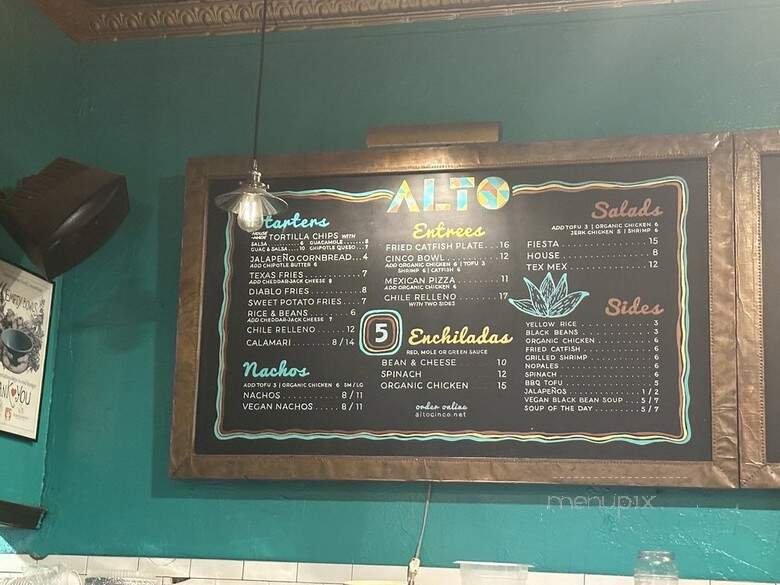 ALTO
Starters
HOUSE MADE TORTILLA CHIPS WITH
SALSA ....... 6 GUACAMOLE ....... 8
GUAC & SALSA .... 10 CHIPOTLE QUESO .. 7
JALAPEÑO CORNBREAD... 4
ADD CHIPOTLE BUTTER 6
TEXAS FRIES .......... 7
ADD CHEDDAR-JACK CHEESE 8
DIABLO FRIES ......... 8
SWEET POTATO FRIES .... 7
RICE & BEANS ....... 6
ADD CHEDDAR-JACK CHEESE 7
CHILE RELLENO ...... 12
CALAMARI ......... 8 / 14
Nachos
ADD TOFU 3 | ORGANIC CHICKEN 6 SM / LG
NACHOS .......... 8 / 11
VEGAN NACHOS ..... 8 / 11
Entrees
FRIED CATFISH PLATE ... 16
CINCO BOWL ......... 12
ADD ORGANIC CHICKEN 6 | TOFU 3
SHRIMP 6 | CATFISH 6
MEXICAN PIZZA ....... 11
ADD ORGANIC CHICKEN 6
CHILE RELLENO ....... 17
WITH TWO SIDES
5
Enchiladas
RED, MOLE OR GREEN SAUCE
BEAN & CHEESE 10
SPINACH 12
ORGANIC CHICKEN 15
order online
altocinco.net
Salads
ADD TOFU 3 | ORGANIC CHICKEN 6
JERK CHICKEN 5 | SHRIMP 6
FIESTA 15
HOUSE 8
TEX MEX 12
Sides
YELLOW RICE .......... 3
BLACK BEANS .......... 3
ORGANIC CHICKEN ....... 6
FRIED CATFISH ......... 6
GRILLED SHRIMP ........ 6
NOPALES ............. 6
SPINACH ............. 6
BBQ TOFU ............ 5
JALAPEÑOS .......... 1 / 2
VEGAN BLACK BEAN SOUP ... 5 / 7
SOUP OF THE DAY ...... 5 / 7
YOU
menupix